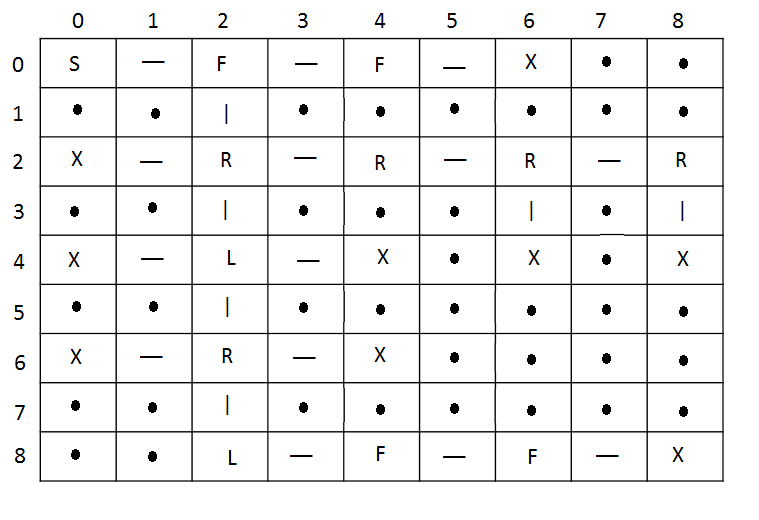 0 1 2 3 4 5 6 7 8
0 S — F — F — X ● ●
1 ● ● | ● ● ● ● ● ●
2 X — R — R — R — R
3 ● ● | ● ● ● | ● |
4 X — L — X ● X ● X
5 ● ● | ● ● ● ● ● ●
6 X — R — X ● ● ● ●
7 ● ● | ● ● ● ● ● ●
8 ● ● L — F — F — X